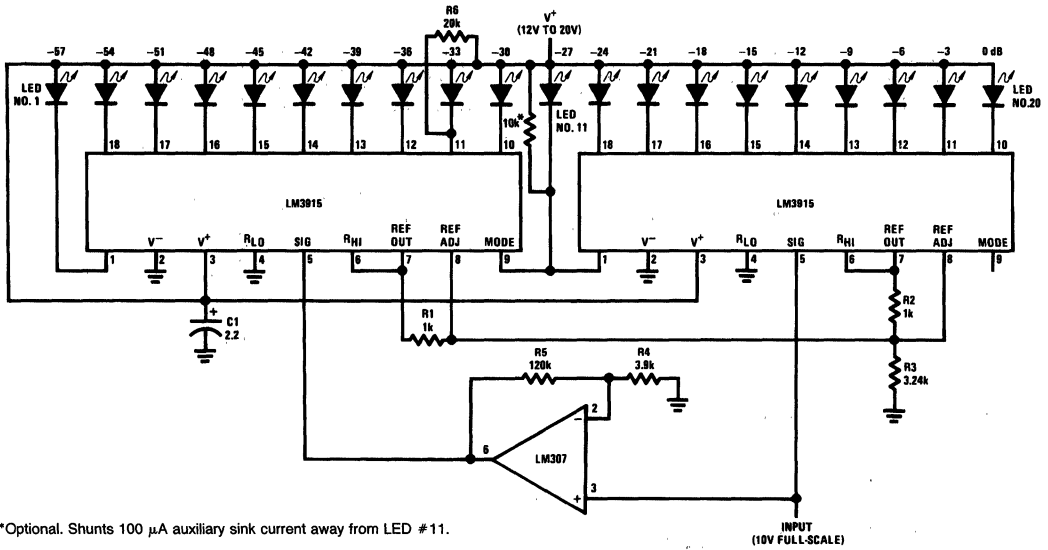 R6
20k
V+
(12V TO 20V)
−57 −54 −51 −48 −45 −42 −39 −36 −33 −30 −27 −24 −21 −18 −15 −12 −9 −6 −3 0 dB
LED
NO. 1
10k*
LED
NO. 11
LED
NO.20
18 17 16 15 14 13 12 11 10
18 17 16 15 14 13 12 11 10
LM3915
LM3915
V− V+ RLO SIG RHI REF OUT REF ADJ MODE
V− V+ RLO SIG RHI REF OUT REF ADJ MODE
1 2 3 4 5 6 7 8 9
1 2 3 4 5 6 7 8 9
+
C1
2.2
R1
1k
R2
1k
R3
3.24k
R5
120k
R4
3.9k
2
−
6
LM307
+
3
INPUT
(10V FULL-SCALE)
*Optional. Shunts 100 μA auxiliary sink current away from LED #11.